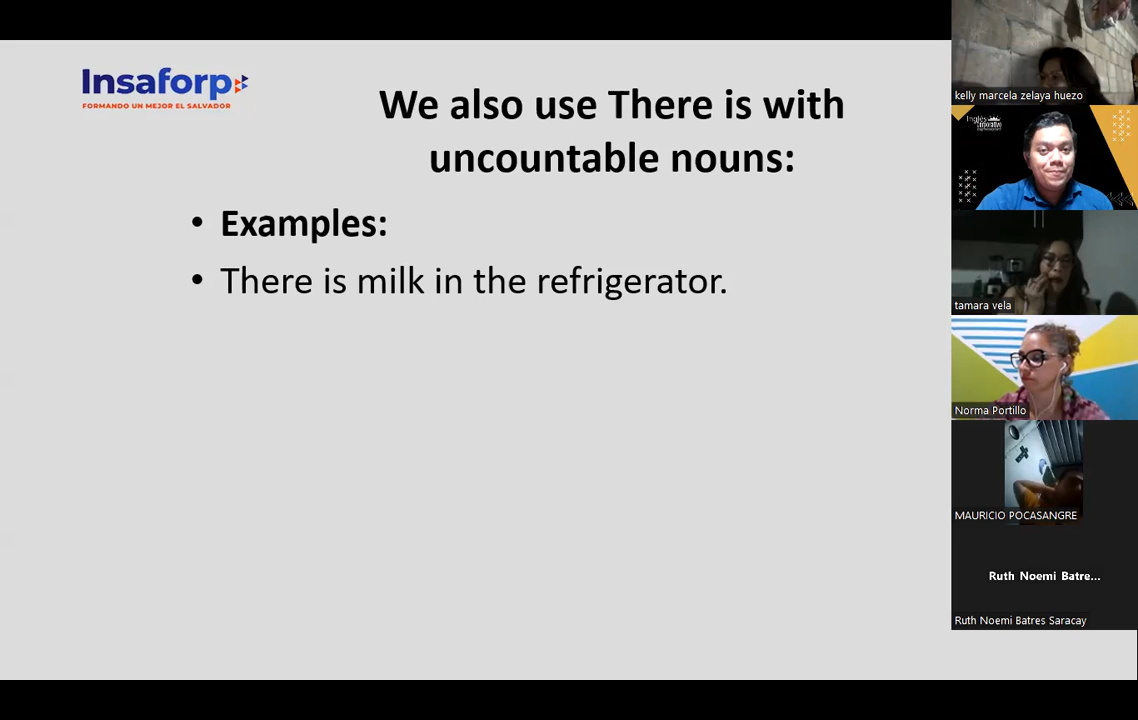 Insaforp
FORMANDO UN MEJOR EL SALVADOR
We also use There is with
uncountable nouns:
• Examples:
• There is milk in the refrigerator.
kelly marcela zelaya huezo
Inglés
tamara vela
Norma Portillo
MAURICIO POCASANGRE
Ruth Noemi Batre...
Ruth Noemi Batres Saracay